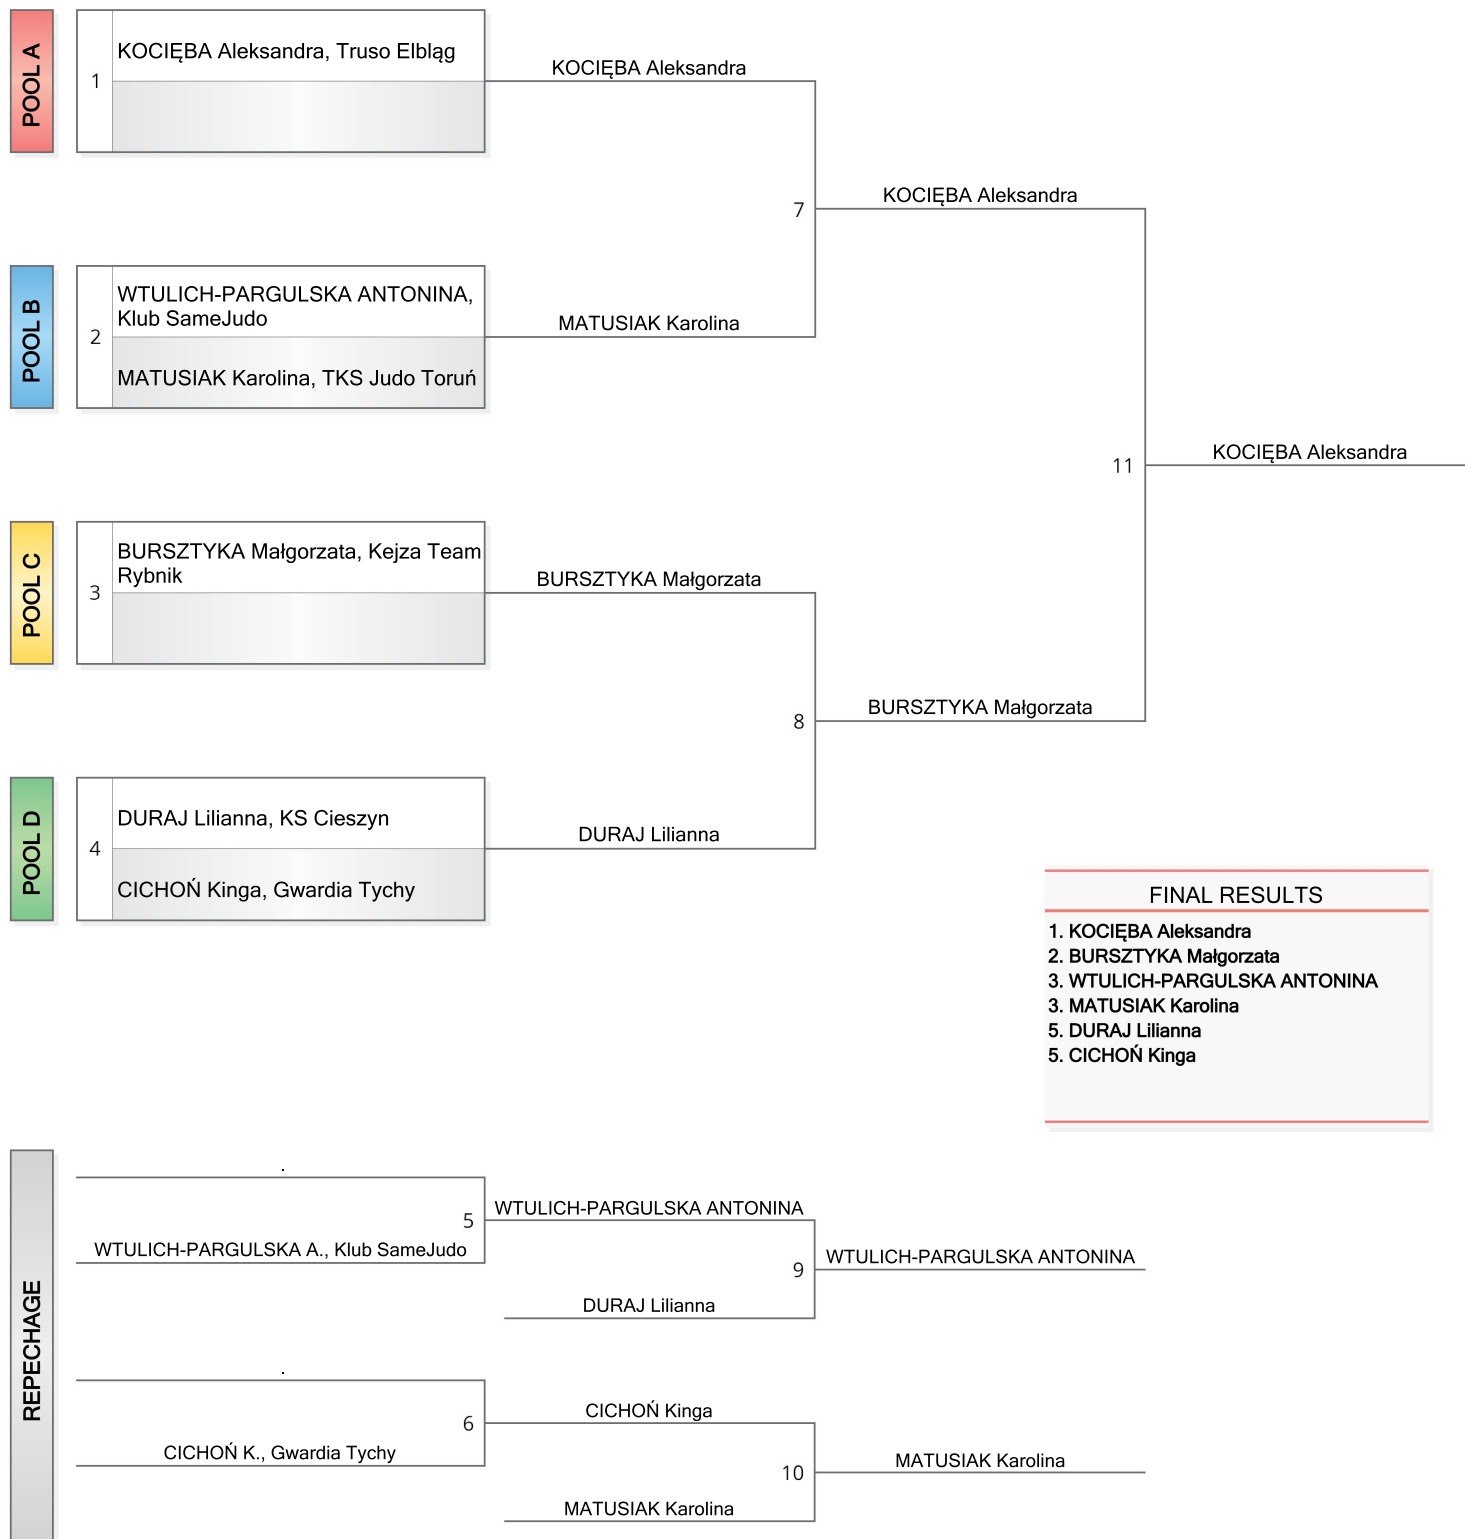 POOL A
1
KOCIĘBA Aleksandra, Truso Elbląg
KOCIĘBA Aleksandra
7
KOCIĘBA Aleksandra
POOL B
2
WTULICH-PARGULSKA ANTONINA,
Klub SameJudo
MATUSIAK Karolina, TKS Judo Toruń
MATUSIAK Karolina
11
KOCIĘBA Aleksandra
POOL C
3
BURSZTYKA Małgorzata, Kejza Team
Rybnik
BURSZTYKA Małgorzata
8
BURSZTYKA Małgorzata
POOL D
4
DURAJ Lilianna, KS Cieszyn
CICHOŃ Kinga, Gwardia Tychy
DURAJ Lilianna
FINAL RESULTS
1. KOCIĘBA Aleksandra
2. BURSZTYKA Małgorzata
3. WTULICH-PARGULSKA ANTONINA
3. MATUSIAK Karolina
5. DURAJ Lilianna
5. CICHOŃ Kinga
REPECHAGE
.
5
WTULICH-PARGULSKA A., Klub SameJudo
WTULICH-PARGULSKA ANTONINA
9
DURAJ Lilianna
WTULICH-PARGULSKA ANTONINA
.
6
CICHOŃ K., Gwardia Tychy
CICHOŃ Kinga
10
MATUSIAK Karolina
MATUSIAK Karolina